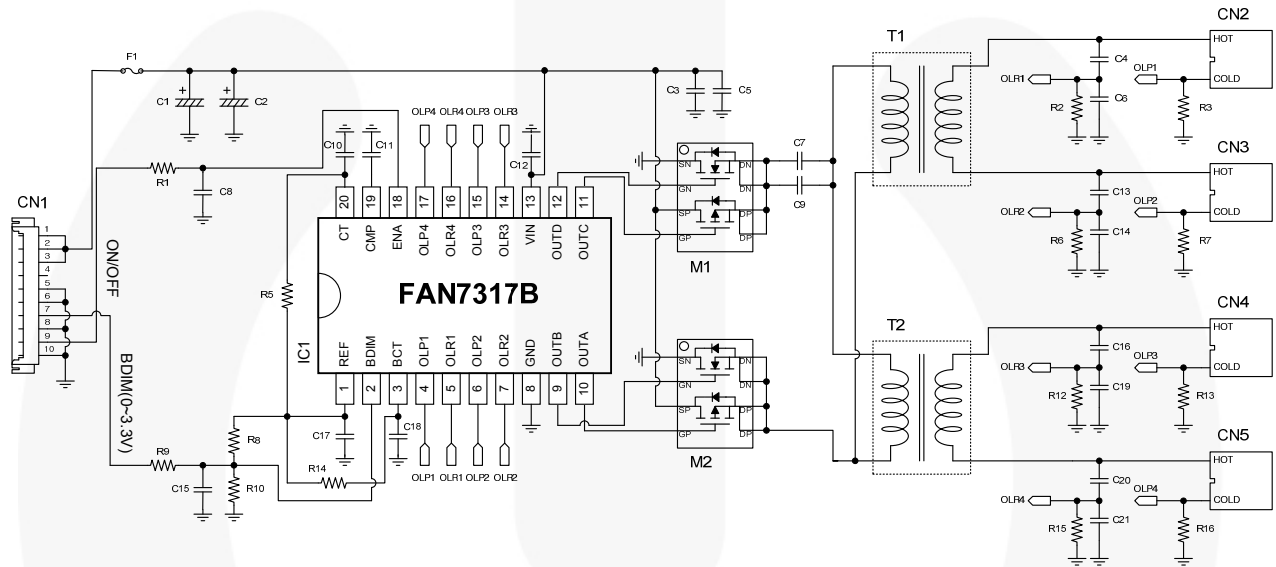 CN2
T1
HOT
F1
C4
OLR1
OLP1
COLD
C1
C2
C3
C5
C6
R2
R3
OLP4
OLR4
OLP3
OLR3
C10
C11
C12
C7
SN
DN
GN
DN
SP
DP
GP
DP
C9
M1
CN3
HOT
C13
OLR2
OLP2
COLD
R6
C14
R7
R1
C8
20
19
18
17
16
15
14
13
12
11
CT
CMP
ENA
OLP4
OLR4
OLP3
OLR3
VIN
OUTD
OUTC
CN1
1
2
3
4
5
6
7
8
9
10
ON/OFF
BDIM(0~3.3V)
R5
FAN7317B
IC1
REF
BDIM
BCT
OLP1
OLR1
OLP2
OLR2
GND
OUTB
OUTA
1
2
3
4
5
6
7
8
9
10
T2
CN4
HOT
C16
OLR3
OLP3
COLD
R12
C19
R13
SN
DN
GN
DN
SP
DP
GP
DP
M2
R8
C17
C18
R9
R14
C15
R10
OLP1
OLR1
OLP2
OLR2
CN5
HOT
C20
OLR4
OLP4
COLD
R15
C21
R16